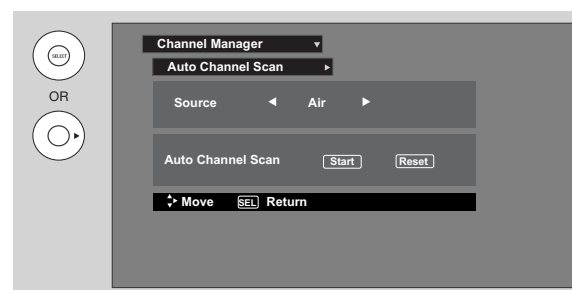 SELECT
OR
Channel Manager
Auto Channel Scan
Source Air
Auto Channel Scan Start Reset
Move SEL Return